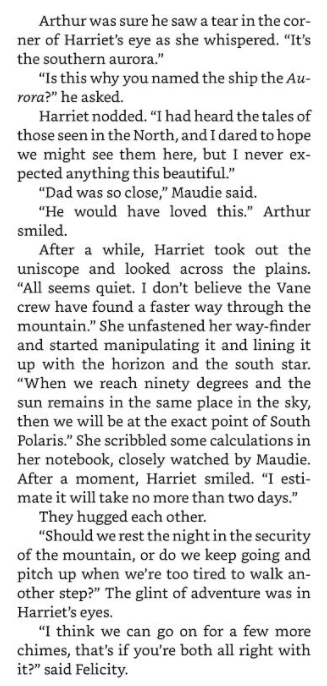 Arthur was sure he saw a tear in the cor-
ner of Harriet's eye as she whispered. “It's
the southern aurora.”
“Is this why you named the ship the Au-
rora?” he asked.
Harriet nodded. “I had heard the tales of
those seen in the North, and I dared to hope
we might see them here, but I never ex-
pected anything this beautiful.”
“Dad was so close,” Maudie said.
“He would have loved this.” Arthur
smiled.
After a while, Harriet took out the
uniscope and looked across the plains.
“All seems quiet. I don't believe the Vane
crew have found a faster way through the
mountain.” She unfastened her way-finder
and started manipulating it and lining it
up with the horizon and the south star.
“When we reach ninety degrees and the
sun remains in the same place in the sky,
then we will be at the exact point of South
Polaris.” She scribbled some calculations in
her notebook, closely watched by Maudie.
After a moment, Harriet smiled. “I esti-
mate it will take no more than two days.”
They hugged each other.
“Should we rest the night in the security
of the mountain, or do we keep going and
pitch up when we're too tired to walk an-
other step?” The glint of adventure was in
Harriet's eyes.
“I think we can go on for a few more
chimes, that's if you're both all right with
it?” said Felicity.